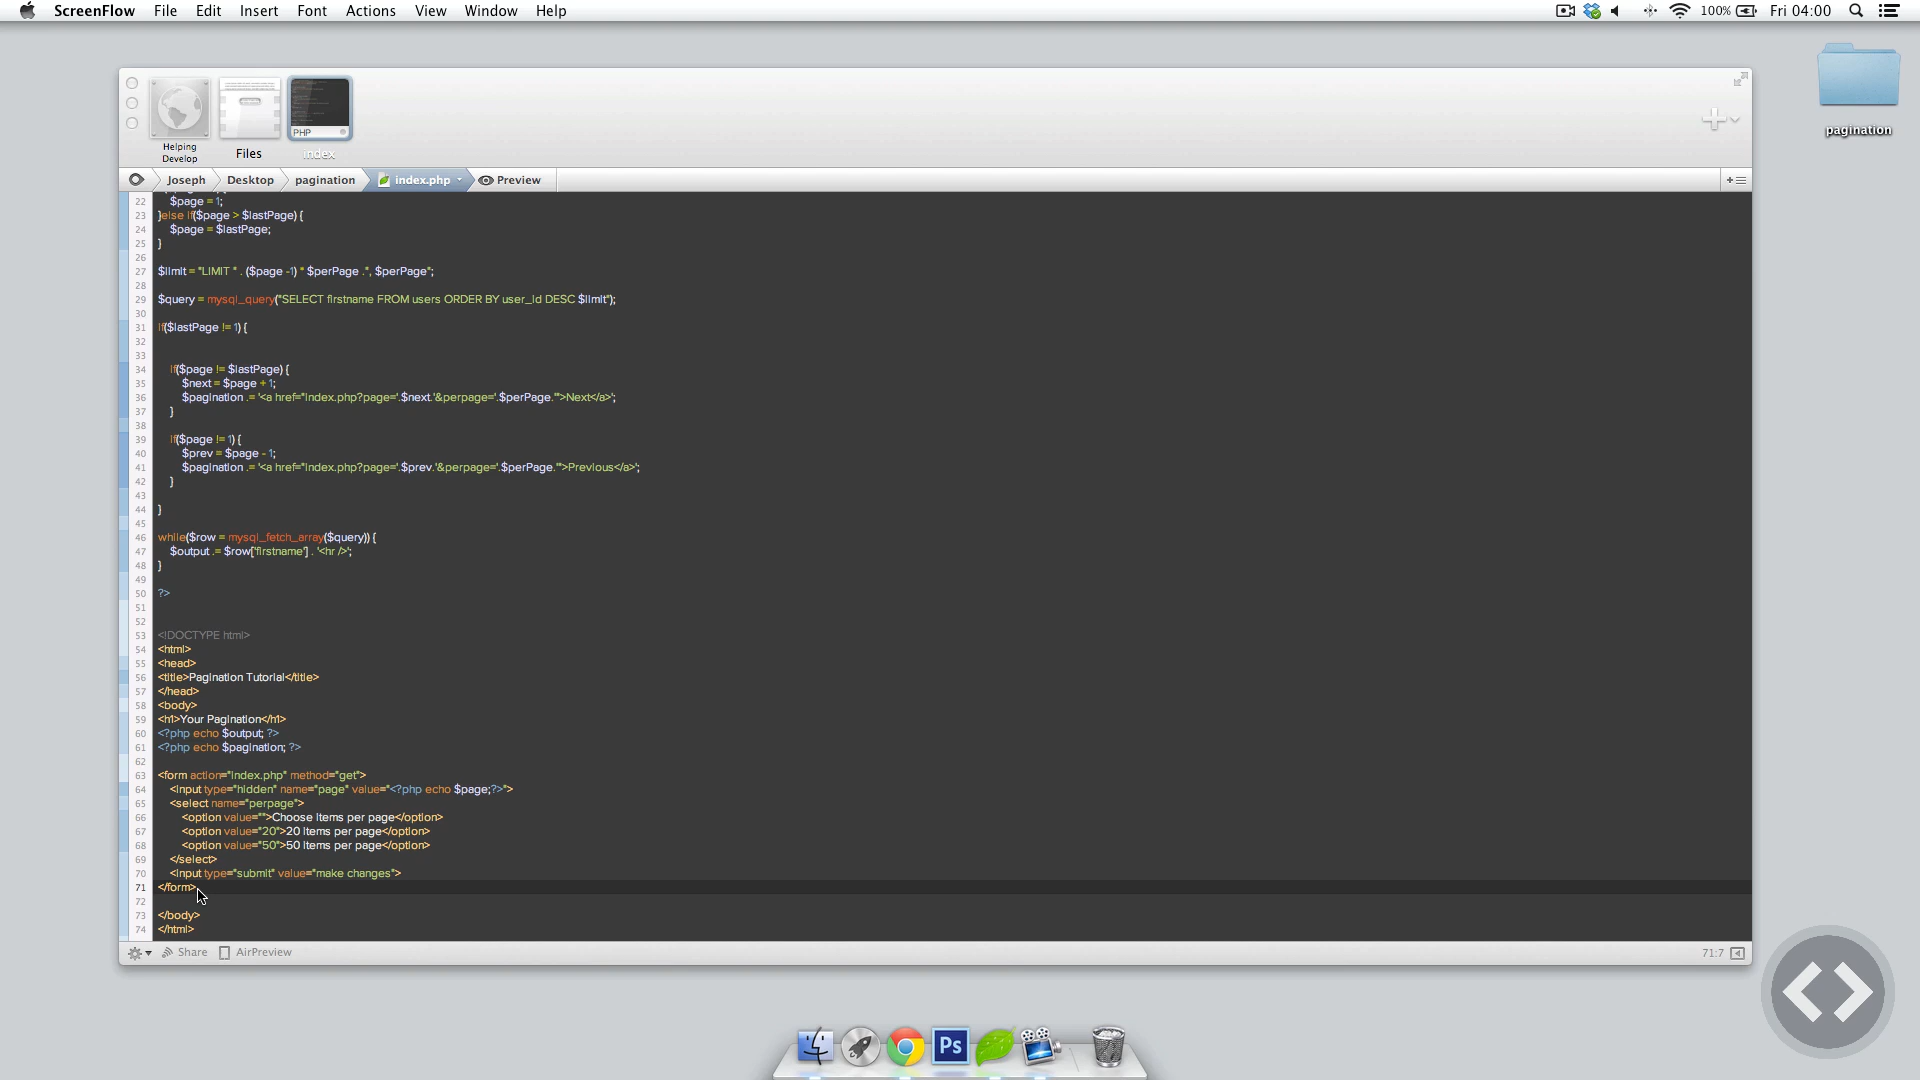 ScreenFlow File Edit Insert Font Actions View Window Help 100% Fri 04:00
pagination
PHP
Helping
Develop
Files
index
Joseph Desktop pagination index.php Preview
22 $page = 1;
23 }else if($page > $lastPage) {
24 $page = $lastPage;
25 }
26
27 $limit = "LIMIT " . ($page -1) * $perPage .", $perPage";
28
29 $query = mysql_query("SELECT firstname FROM users ORDER BY user_id DESC $limit");
30
31 if($lastPage != 1) {
32
33
34 if($page != $lastPage) {
35 $next = $page + 1;
36 $pagination .= '<a href="index.php?page='.$next.'&perpage='.$perPage.'">Next</a>';
37 }
38
39 if($page != 1) {
40 $prev = $page - 1;
41 $pagination .= '<a href="index.php?page='.$prev.'&perpage='.$perPage.'">Previous</a>';
42 }
43
44 }
45
46 while($row = mysql_fetch_array($query)) {
47 $output .= $row['firstname'] . '<hr />';
48 }
49
50 ?>
51
52
53 <!DOCTYPE html>
54 <html>
55 <head>
56 <title>Pagination Tutorial</title>
57 </head>
58 <body>
59 <h1>Your Pagination</h1>
60 <?php echo $output; ?>
61 <?php echo $pagination; ?>
62
63 <form action="index.php" method="get">
64 <input type="hidden" name="page" value="<?php echo $page;?>">
65 <select name="perpage">
66 <option value="">Choose items per page</option>
67 <option value="20">20 items per page</option>
68 <option value="50">50 items per page</option>
69 </select>
70 <input type="submit" value="make changes">
71 </form>
72
73 </body>
74 </html>
Share AirPreview 71:7
Ps